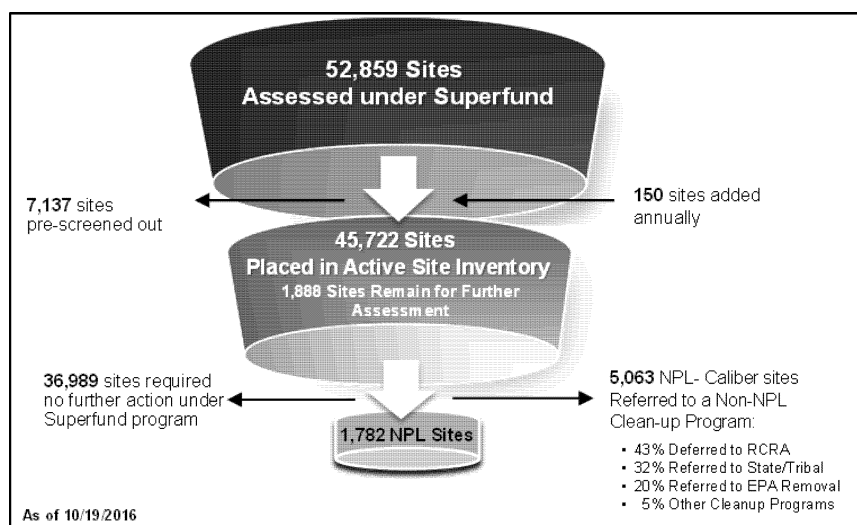 52,859 Sites
Assessed under Superfund
7,137 sites
pre-screened out
150 sites added
annually
45,722 Sites
Placed in Active Site Inventory
1,888 Sites Remain for Further
Assessment
36,989 sites required
no further action under
Superfund program
5,063 NPL- Caliber sites
Referred to a Non-NPL
Clean-up Program:
• 43% Deferred to RCRA
• 32% Referred to State/Tribal
• 20% Referred to EPA Removal
• 5% Other Cleanup Programs
1,782 NPL Sites
As of 10/19/2016